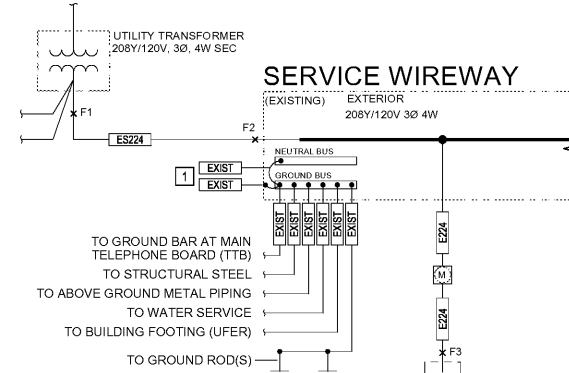 UTILITY TRANSFORMER
208Y/120V, 3Ø, 4W SEC
SERVICE WIREWAY
(EXISTING)
EXTERIOR
208Y/120V 3Ø 4W
F1
F2
ES224
NEUTRAL BUS
EXIST
1
GROUND BUS
EXIST
EXIST
EXIST
EXIST
EXIST
EXIST
EXIST
E224
TO GROUND BAR AT MAIN
TELEPHONE BOARD (TTB)
TO STRUCTURAL STEEL
M
TO ABOVE GROUND METAL PIPING
TO WATER SERVICE
E224
TO BUILDING FOOTING (UFER)
F3
TO GROUND ROD(S)